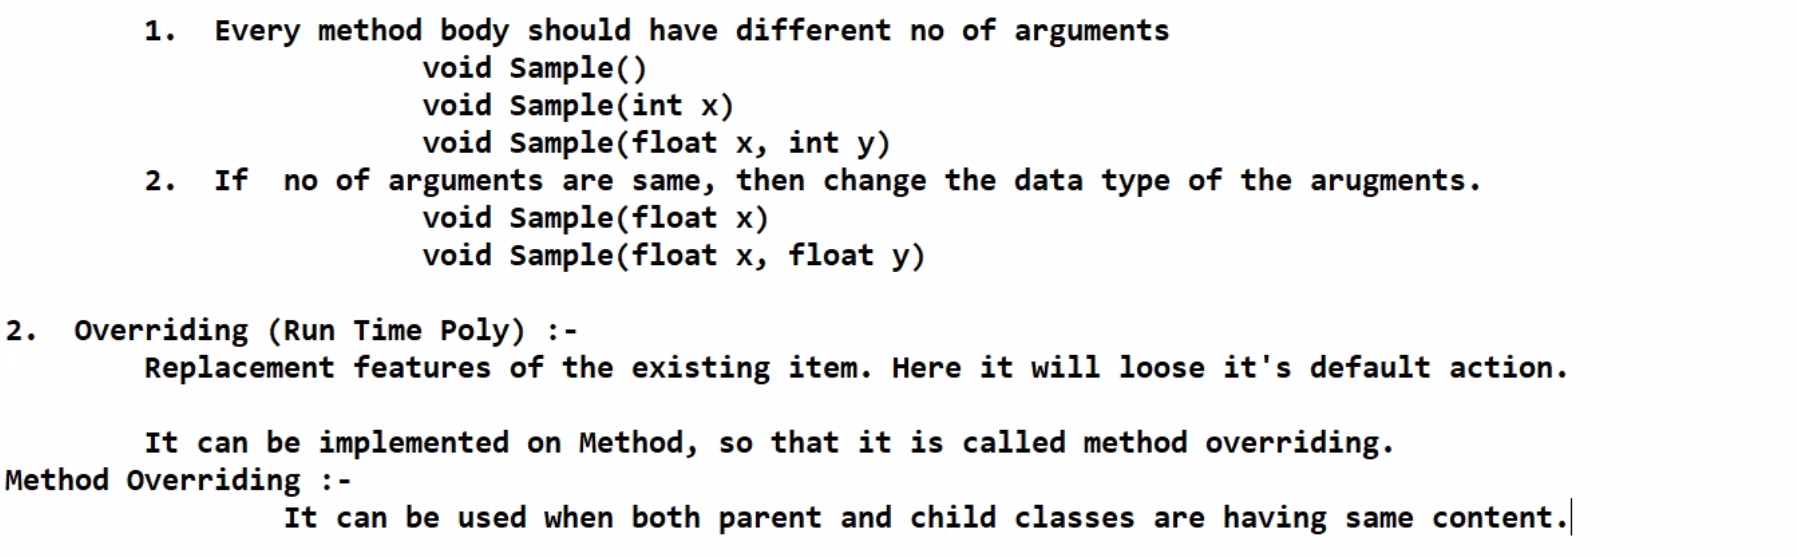 1. Every method body should have different no of arguments
void Sample()
void Sample(int x)
void Sample(float x, int y)
2. If no of arguments are same, then change the data type of the arugments.
void Sample(float x)
void Sample(float x, float y)
2. Overriding (Run Time Poly) :-
Replacement features of the existing item. Here it will loose it's default action.
It can be implemented on Method, so that it is called method overriding.
Method Overriding :-
It can be used when both parent and child classes are having same content.